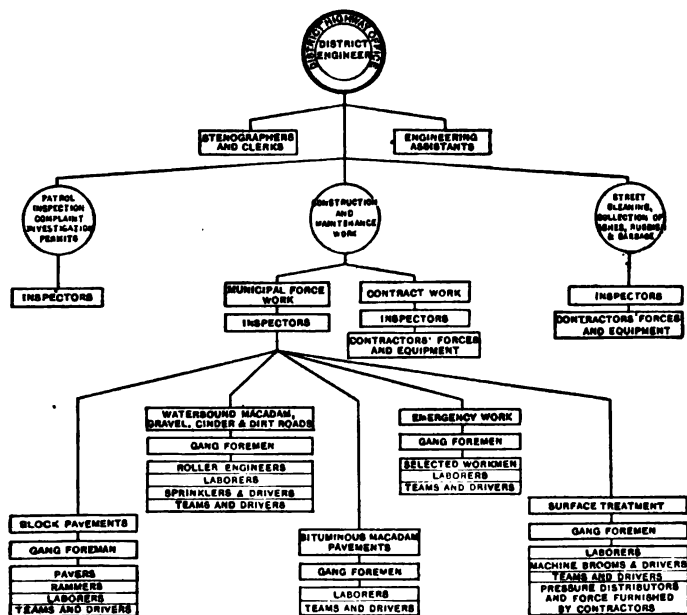 DISTRICT HIGHWAY OFFICE
DISTRICT
ENGINEER
STENOGRAPHERS
AND CLERKS
ENGINEERING
ASSISTANTS
PATROL
INSPECTION
COMPLAINT
INVESTIGATION
PERMITS
CONSTRUCTION
AND
MAINTENANCE
WORK
STREET
CLEANING,
COLLECTION OF
ASHES, RUBBISH
& GARBAGE
INSPECTORS
MUNICIPAL FORCE
WORK
INSPECTORS
CONTRACT WORK
INSPECTORS
CONTRACTORS' FORCES
AND EQUIPMENT
INSPECTORS
CONTRACTORS' FORCES
AND EQUIPMENT
BLOCK PAVEMENTS
GANG FOREMAN
PAVERS
RAMMERS
LABORERS
TEAMS AND DRIVERS
WATERBOUND MACADAM,
GRAVEL, CINDER & DIRT ROADS
GANG FOREMEN
ROLLER ENGINEERS
LABORERS
SPRINKLERS & DRIVERS
TEAMS AND DRIVERS
BITUMINOUS MACADAM
PAVEMENTS
GANG FOREMEN
LABORERS
TEAMS AND DRIVERS
EMERGENCY WORK
GANG FOREMEN
SELECTED WORKMEN
LABORERS
TEAMS AND DRIVERS
SURFACE TREATMENT
GANG FOREMEN
LABORERS
MACHINE BROOMS & DRIVERS
TEAMS AND DRIVERS
PRESSURE DISTRIBUTORS
AND FORCE FURNISHED
BY CONTRACTORS